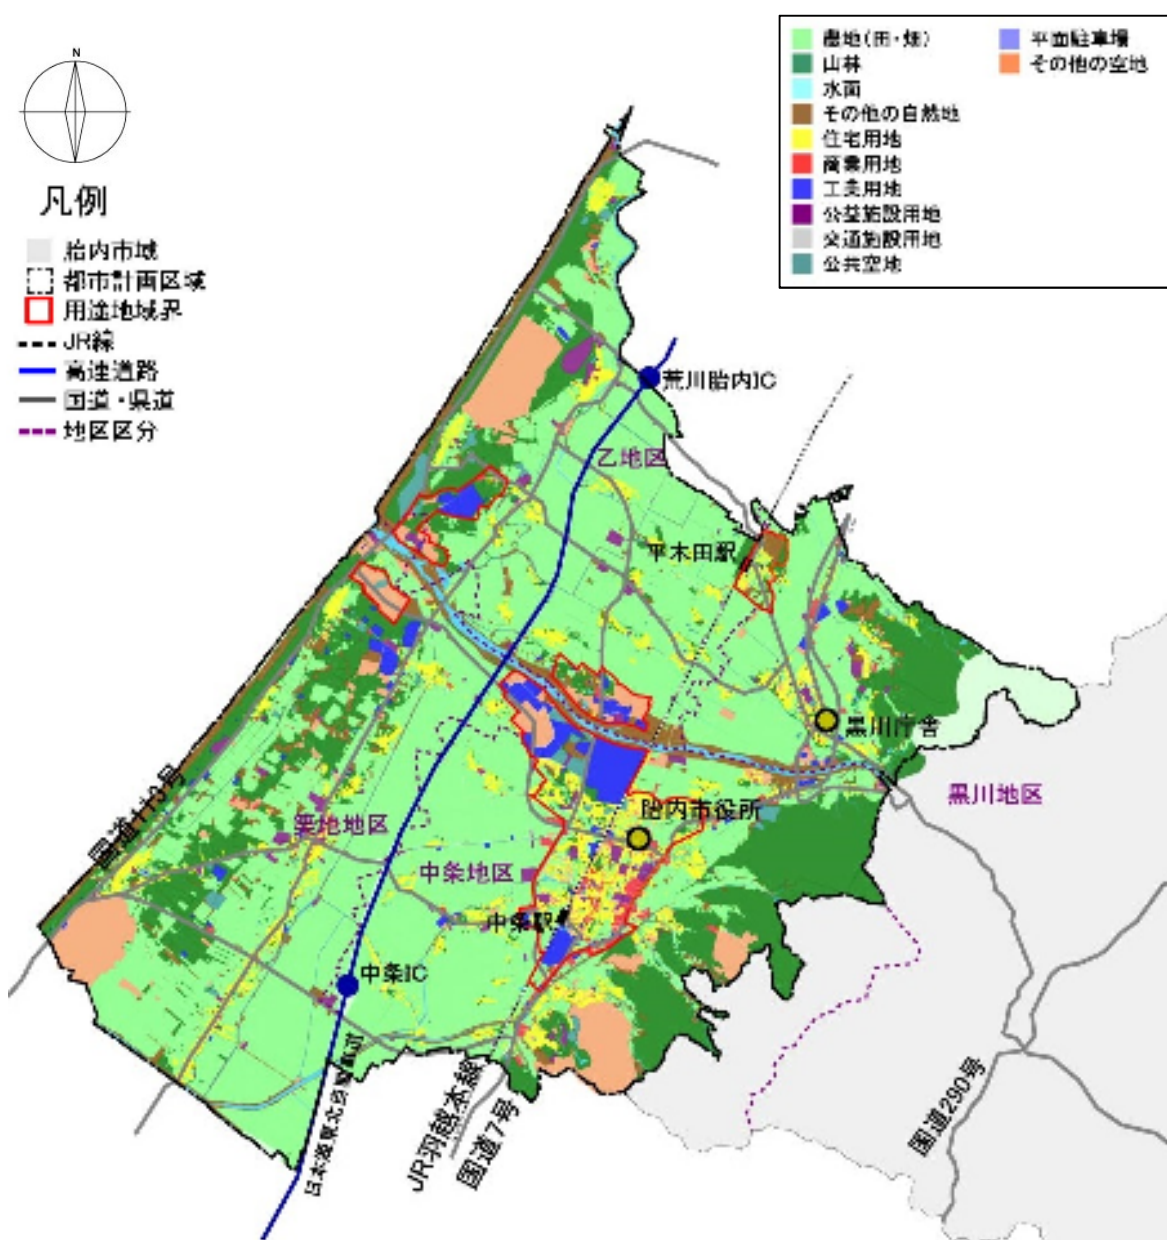 N
凡例
胎内市域
都市計画区域
用途地域界
JR線
高速道路
国道・県道
地区区分
農地(田・畑)
山林
水面
その他の自然地
住宅用地
商業用地
工業用地
公益施設用地
交通施設用地
公共空地
平面駐車場
その他の空地
荒川胎内IC
乙地区
平木田駅
黒川庁舎
黒川地区
胎内市役所
国道113号
築地地区
中条地区
中条駅
中条IC
日本海東北自動車道
JR羽越本線
国道7号
国道290号